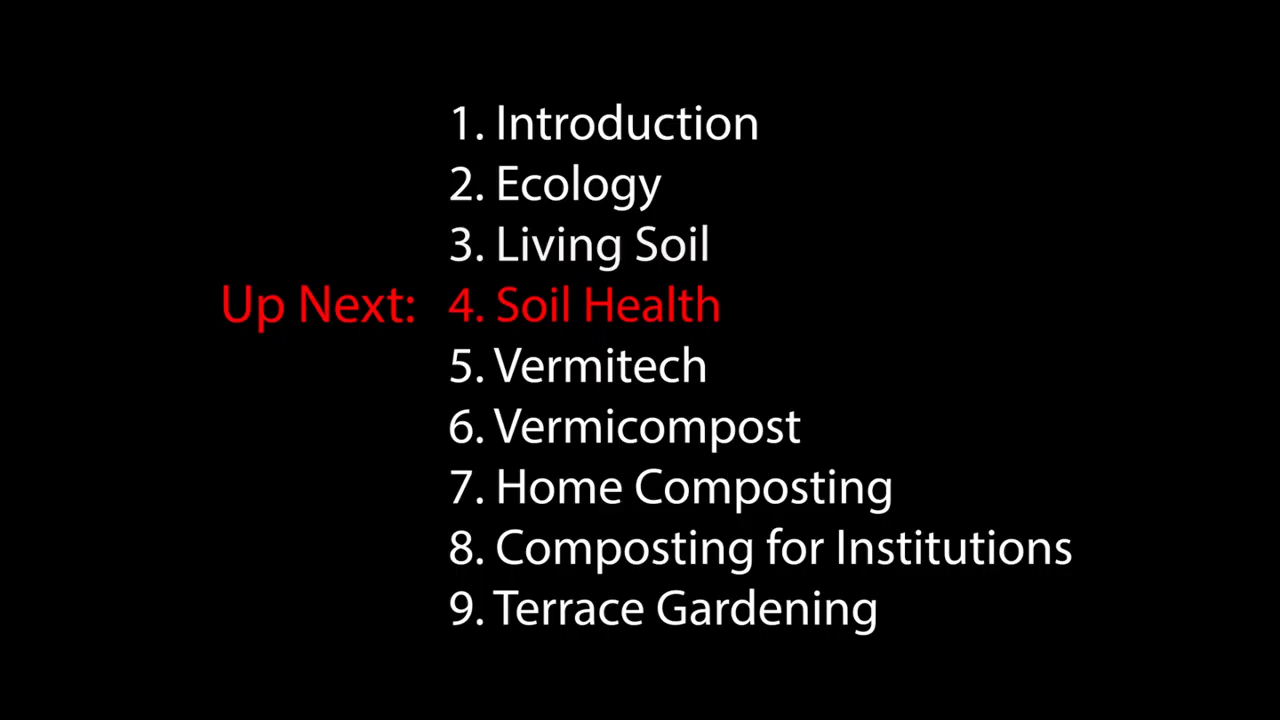 1. Introduction
2. Ecology
3. Living Soil
Up Next: 4. Soil Health
5. Vermitech
6. Vermicompost
7. Home Composting
8. Composting for Institutions
9. Terrace Gardening